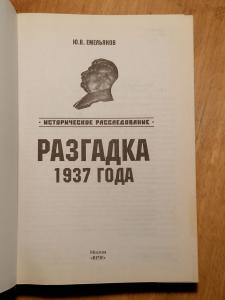 Ю.В. ЕМЕЛЬЯНОВ
• ИСТОРИЧЕСКОЕ РАССЛЕДОВАНИЕ •
РАЗГАДКА
1937 ГОДА
Москва
«ВЕЧЕ»